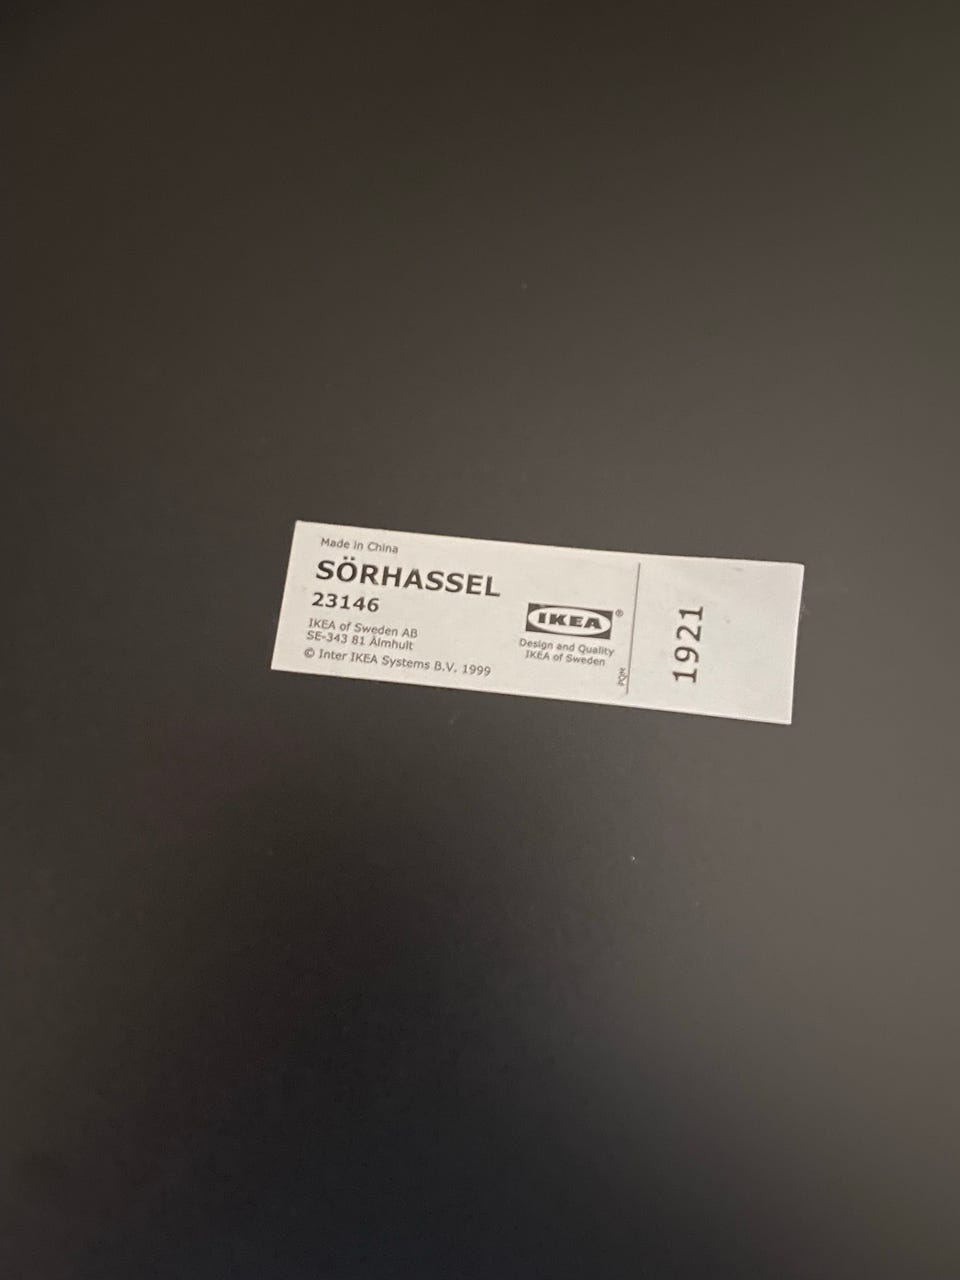 Made in China
SÖRHASSEL
23146
IKEA of Sweden AB
SE-343 81 Älmhult
© Inter IKEA Systems B.V. 1999
IKEA®
Design and Quality
IKEA of Sweden
PQM
1921